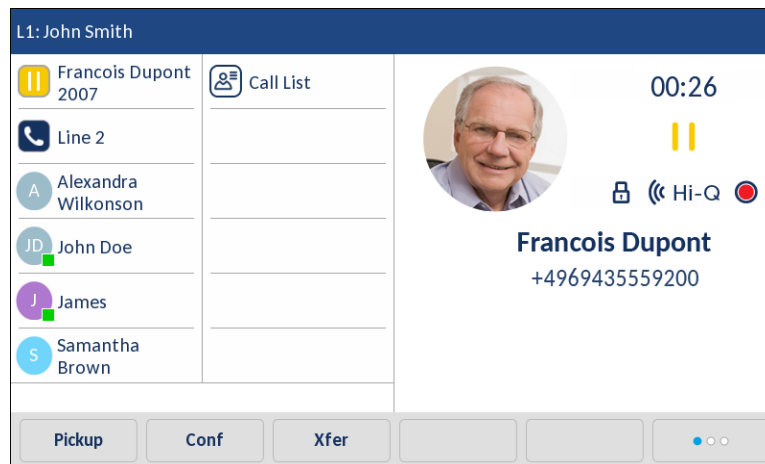 L1: John Smith
Francois Dupont
2007
Line 2
A
Alexandra
Wilkonson
JD
John Doe
J
James
S
Samantha
Brown
Call List
00:26
Hi-Q
Francois Dupont
+4969435559200
Pickup
Conf
Xfer